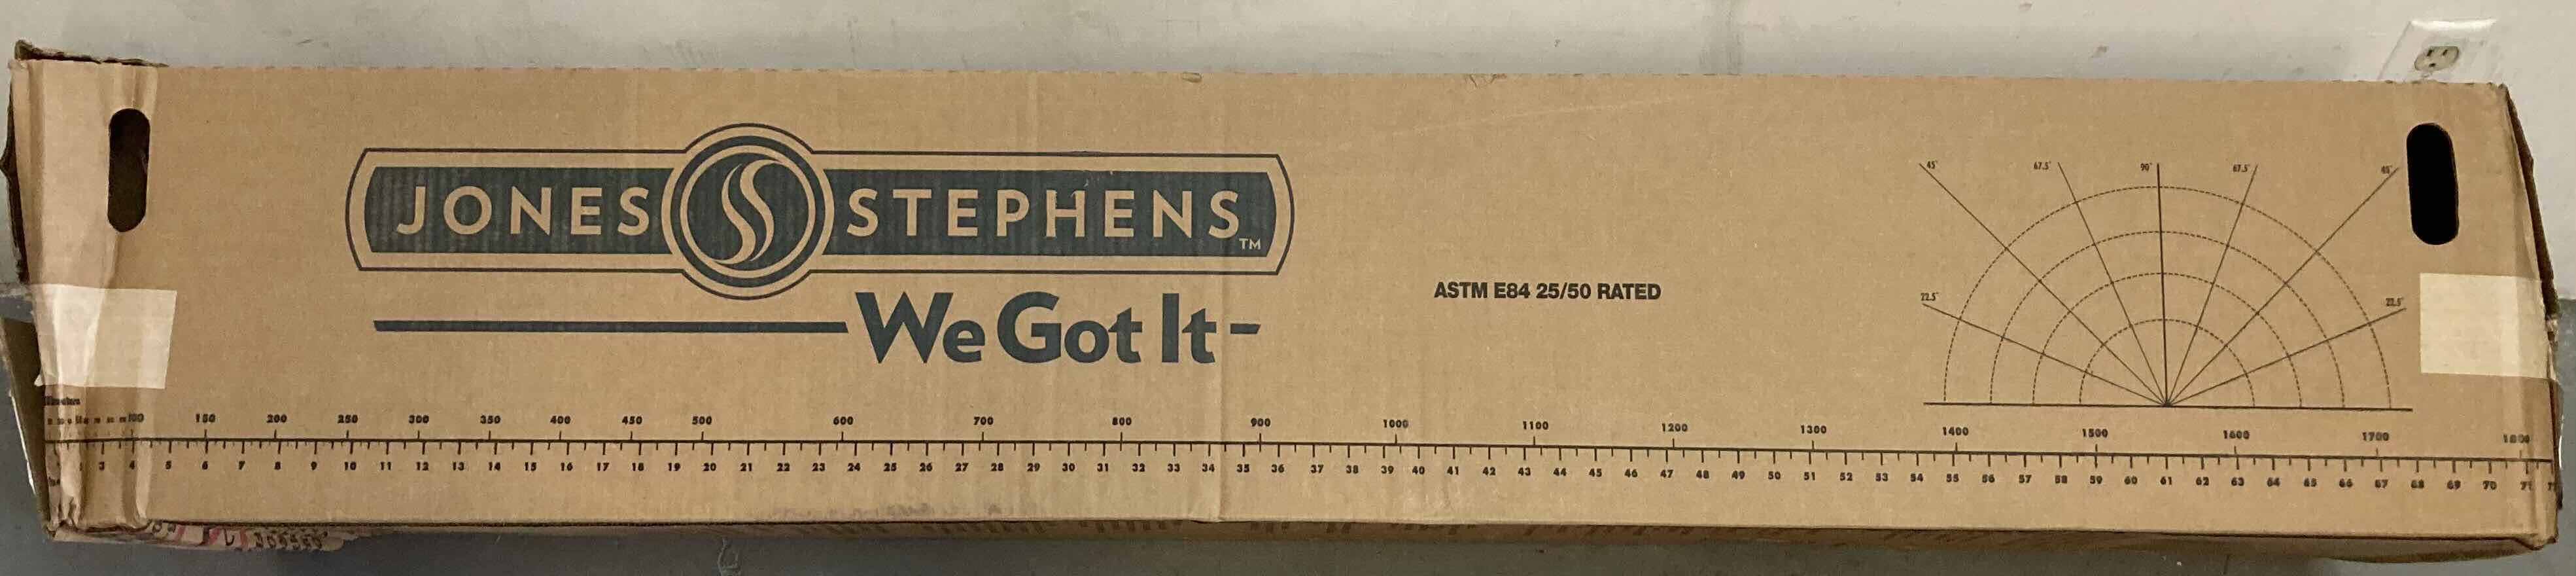 JONES STEPHENS™
We Got It
ASTM E84 25/50 RATED
45° 67.5° 90° 67.5° 45°
22.5° 22.5°
100 150 200 250 300 350 400 450 500 600 700 800 900 1000 1100 1200 1300 1400 1500 1600 1700 1800
3 4 5 6 7 8 9 10 11 12 13 14 15 16 17 18 19 20 21 22 23 24 25 26 27 28 29 30 31 32 33 34 35 36 37 38 39 40 41 42 43 44 45 46 47 48 49 50 51 52 53 54 55 56 57 58 59 60 61 62 63 64 65 66 67 68 69 70 71